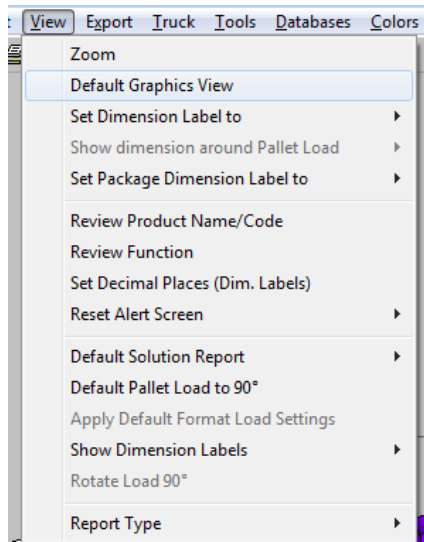 View Export Truck Tools Databases Colors
Zoom
Default Graphics View
Set Dimension Label to
Show dimension around Pallet Load
Set Package Dimension Label to
Review Product Name/Code
Review Function
Set Decimal Places (Dim. Labels)
Reset Alert Screen
Default Solution Report
Default Pallet Load to 90°
Apply Default Format Load Settings
Show Dimension Labels
Rotate Load 90°
Report Type